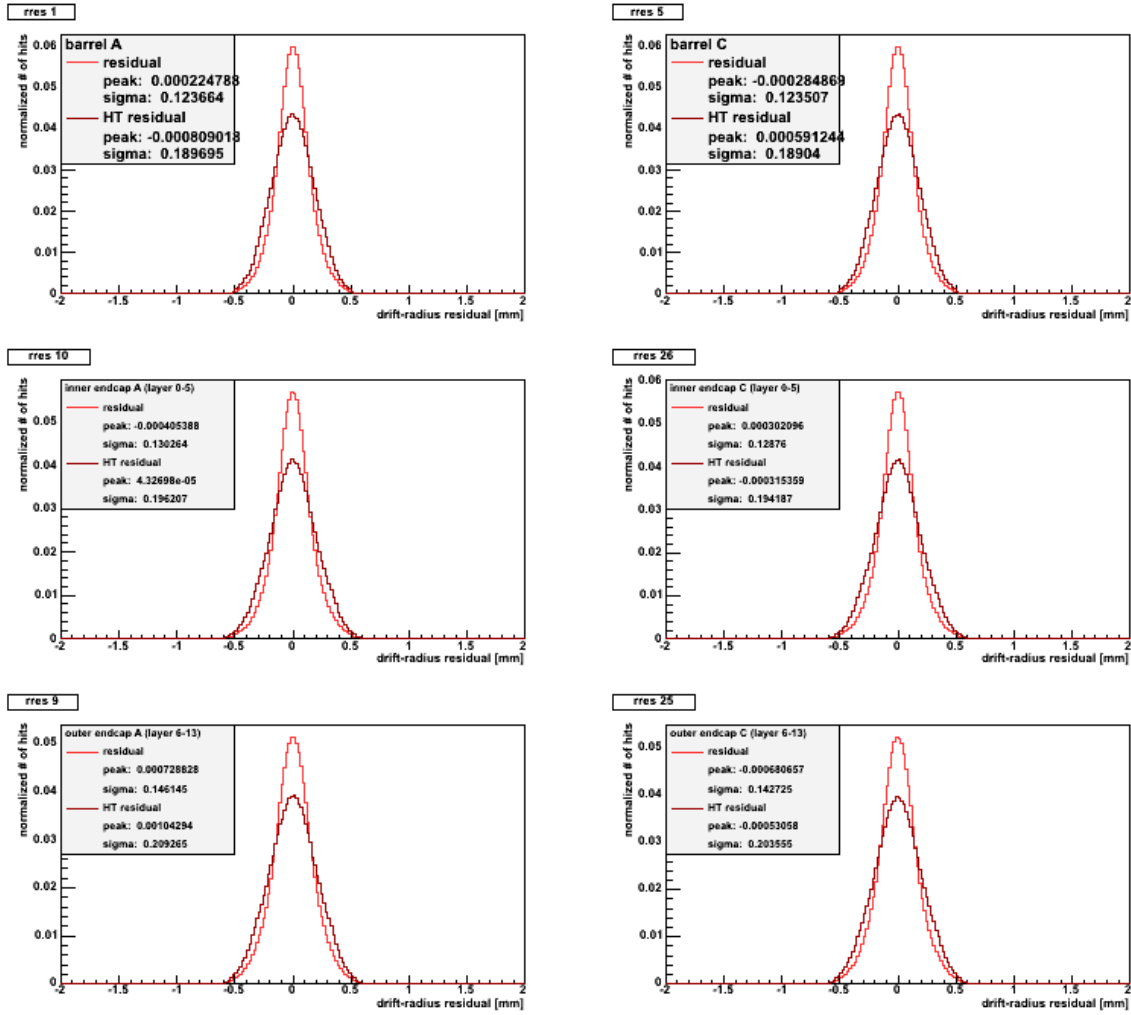 rres 1
normalized # of hits
0.06
0.05
0.04
0.03
0.02
0.01
0
barrel A
residual
peak: 0.000224788
sigma: 0.123664
HT residual
peak: -0.000809018
sigma: 0.189695
-2 -1.5 -1 -0.5 0 0.5 1 1.5 2
drift-radius residual [mm]
rres 5
normalized # of hits
0.06
0.05
0.04
0.03
0.02
0.01
0
barrel C
residual
peak: -0.000284869
sigma: 0.123507
HT residual
peak: 0.000591244
sigma: 0.18904
-2 -1.5 -1 -0.5 0 0.5 1 1.5 2
drift-radius residual [mm]
rres 10
normalized # of hits
0.05
0.04
0.03
0.02
0.01
0
inner endcap A (layer 0-5)
residual
peak: -0.000405388
sigma: 0.130264
HT residual
peak: 4.32698e-05
sigma: 0.196207
-2 -1.5 -1 -0.5 0 0.5 1 1.5 2
drift-radius residual [mm]
rres 26
normalized # of hits
0.06
0.05
0.04
0.03
0.02
0.01
0
inner endcap C (layer 0-5)
residual
peak: 0.000302096
sigma: 0.12876
HT residual
peak: -0.000315359
sigma: 0.194187
-2 -1.5 -1 -0.5 0 0.5 1 1.5 2
drift-radius residual [mm]
rres 9
normalized # of hits
0.05
0.04
0.03
0.02
0.01
0
outer endcap A (layer 6-13)
residual
peak: 0.000728828
sigma: 0.146145
HT residual
peak: 0.00104294
sigma: 0.209265
-2 -1.5 -1 -0.5 0 0.5 1 1.5 2
drift-radius residual [mm]
rres 25
normalized # of hits
0.05
0.04
0.03
0.02
0.01
0
outer endcap C (layer 6-13)
residual
peak: -0.000680657
sigma: 0.142725
HT residual
peak: -0.00053058
sigma: 0.203555
-2 -1.5 -1 -0.5 0 0.5 1 1.5 2
drift-radius residual [mm]